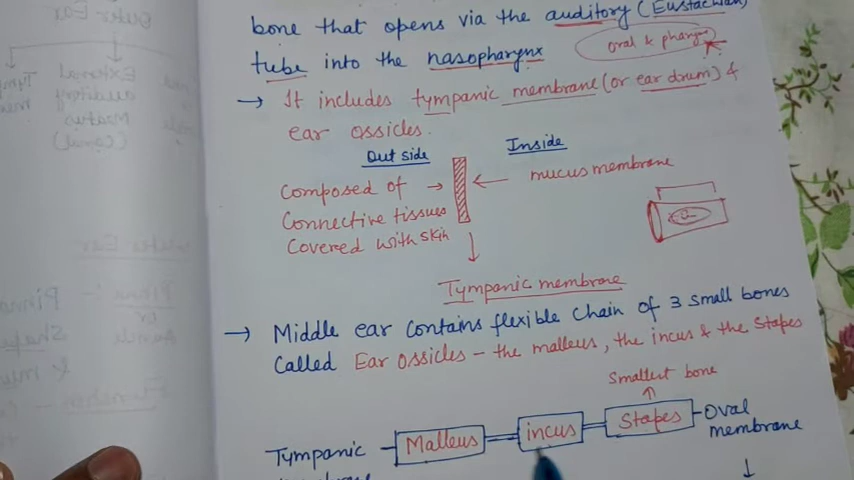 bone that opens via the auditory (Eustachian)
tube into the nasopharynx
oral & pharynx
→ It includes tympanic membrane (or ear drum) &
ear ossicles.
Outside
Inside
Composed of →
← mucus membrane
Connective tissues
Covered with skin
Tympanic membrane
→ Middle ear contains flexible chain of 3 small bones
Called Ear Ossicles - the malleus, the incus & the Stapes
Smallest bone
Tympanic
Malleus
incus
Stapes
Oval
membrane